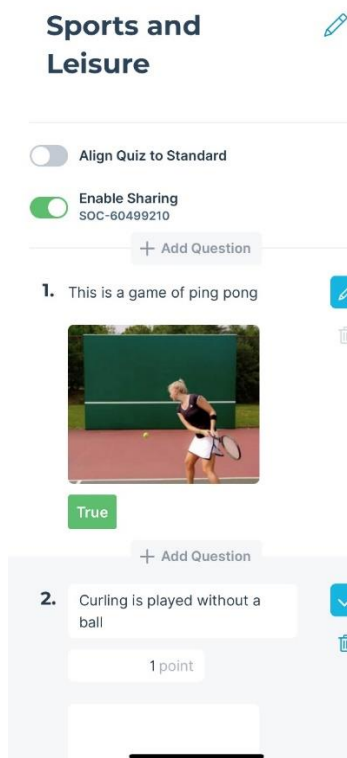 Sports and
Leisure
Align Quiz to Standard
Enable Sharing
SOC-60499210
+ Add Question
1. This is a game of ping pong
True
+ Add Question
2. Curling is played without a
ball
1 point